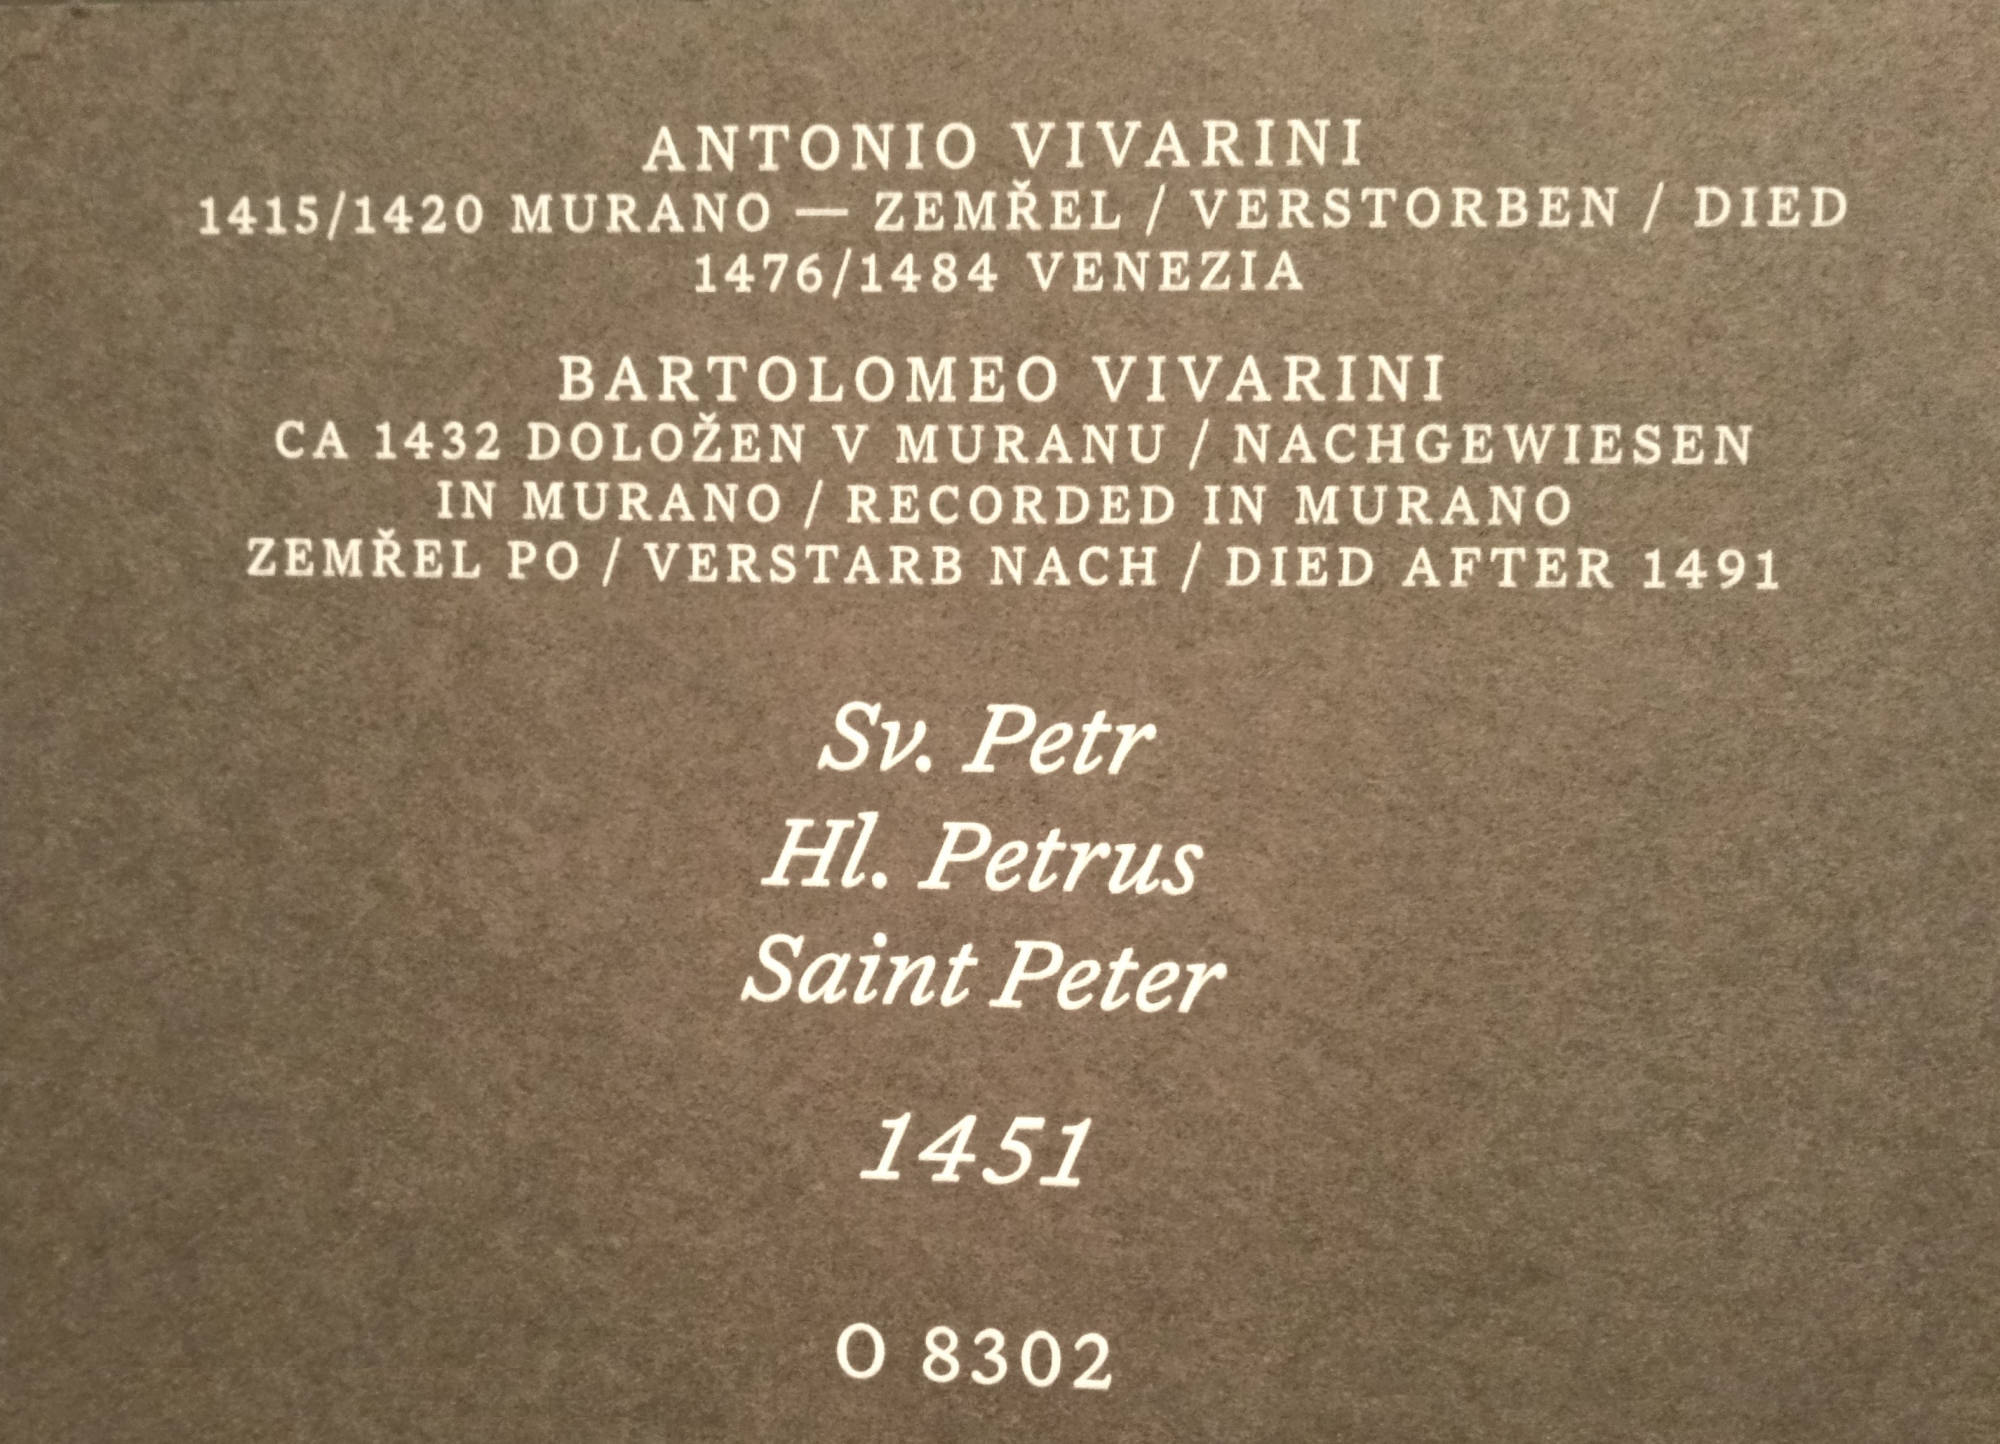 ANTONIO VIVARINI
1415/1420 MURANO — ZEMŘEL / VERSTORBEN / DIED
1476/1484 VENEZIA
BARTOLOMEO VIVARINI
CA 1432 DOLOŽEN V MURANU / NACHGEWIESEN
IN MURANO / RECORDED IN MURANO
ZEMŘEL PO / VERSTARB NACH / DIED AFTER 1491
Sv. Petr
Hl. Petrus
Saint Peter
1451
O 8302